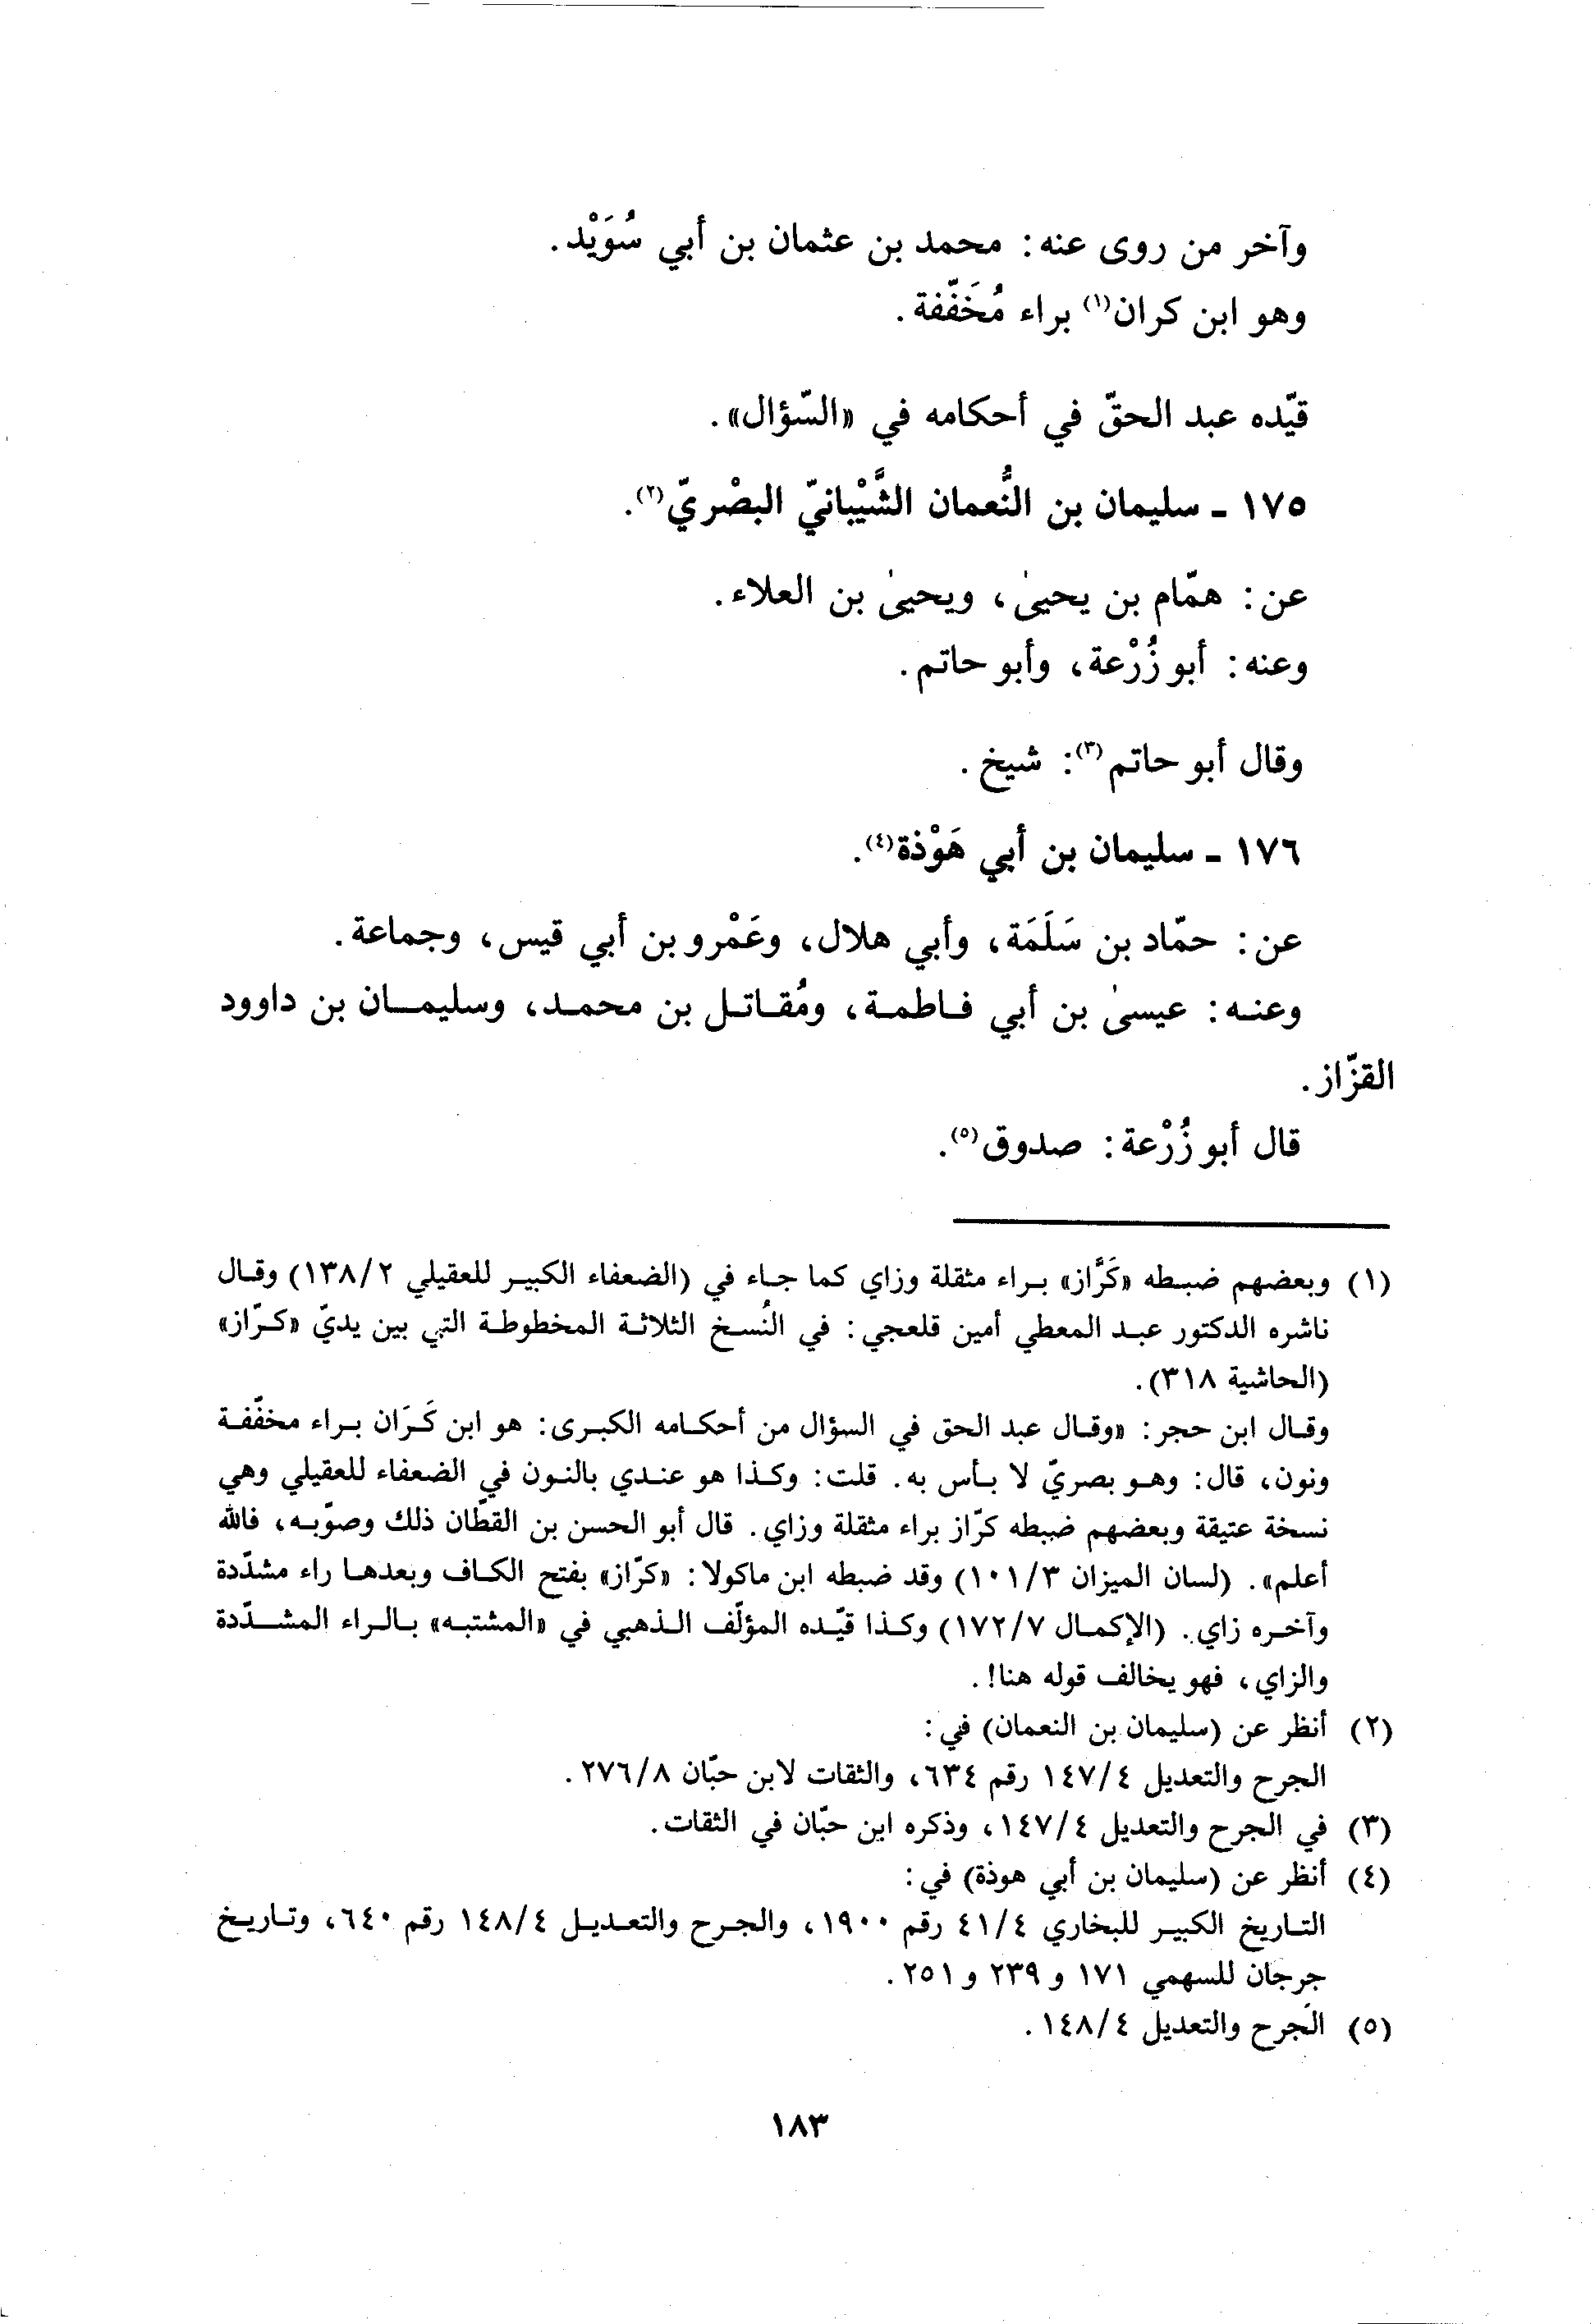 وآخر من روى عنه: محمد بن عثمان بن أبي سُوَيْد.
وهو ابن كران(١) براء مُخَفّفة.
قيّده عبد الحقّ في أحكامه في «السّؤال».
١٧٥ - سليمان بن النُّعمان الشَّيْبانيّ البصْريّ(٢).
عن: همّام بن يحيىٰ، ويحيىٰ بن العلاء.
وعنه: أبو زُرْعة، وأبو حاتم.
وقال أبو حاتم(٣): شيخ.
١٧٦ - سليمان بن أبي هَوْذة(٤).
عن: حمّاد بن سَلَمَة، وأبي هلال، وعَمْرو بن أبي قيس، وجماعة.
وعنه: عيسىٰ بن أبي فاطمة، ومُقاتل بن محمد، وسليمان بن داوود
القزّاز.
قال أبو زُرْعة: صدوق(٥).
(١) وبعضهم ضبطه «كَرَّاز» براء مثقلة وزاي كما جاء في (الضعفاء الكبير للعقيلي ١٣٨/٢) وقال
ناشره الدكتور عبد المعطي أمين قلعجي: في النُسخ الثلاثة المخطوطة التي بين يديّ «كرّاز»
(الحاشية ٣١٨).
وقال ابن حجر: «وقال عبد الحق في السؤال من أحكامه الكبرى: هو ابن كَرَان براء مخفّفة
ونون، قال: وهو بصريّ لا بأس به. قلت: وكذا هو عندي بالنون في الضعفاء للعقيلي وهي
نسخة عتيقة وبعضهم ضبطه كرّاز براء مثقلة وزاي. قال أبو الحسن بن القطّان ذلك وصوّبه، فالله
أعلم». (لسان الميزان ١٠١/٣) وقد ضبطه ابن ماكولا: «كرّاز» بفتح الكاف وبعدها راء مشدّدة
وآخره زاي. (الإكمال ١٧٢/٧) وكذا قيّده المؤلّف الذهبي في «المشتبه» بالراء المشدّدة
والزاي، فهو يخالف قوله هنا!.
(٢) أنظر عن (سليمان بن النعمان) في:
الجرح والتعديل ١٤٧/٤ رقم ٦٣٤، والثقات لابن حبّان ٢٧٦/٨.
(٣) في الجرح والتعديل ١٤٧/٤، وذكره ابن حبّان في الثقات.
(٤) أنظر عن (سليمان بن أبي هوذة) في:
التاريخ الكبير للبخاري ٤١/٤ رقم ١٩٠٠، والجرح والتعديل ١٤٨/٤ رقم ٦٤٠، وتاريخ
جرجان للسهمي ١٧١ و ٢٣٩ و ٢٥١.
(٥) الجرح والتعديل ١٤٨/٤.
١٨٣